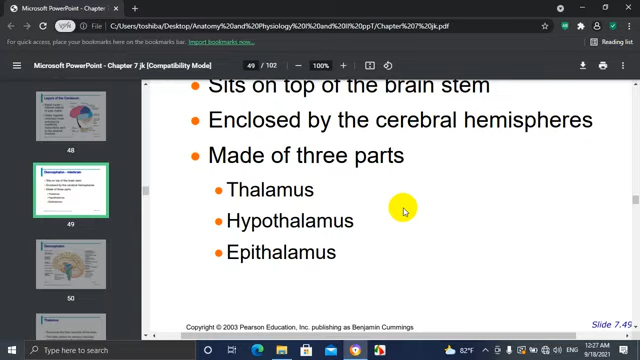 Microsoft PowerPoint - Chapter 7 jk
C:/Users/toshiba/Desktop/Anatomy%20and%20Physiology%20I%20and%20II%20ppT/Chapter%207%20jk.pdf
For quick access, place your bookmarks here on the bookmarks bar. Import bookmarks now...
Reading list
Microsoft PowerPoint - Chapter 7 jk [Compatibility Mode]
49 / 102
100%
48
49
50
Sits on top of the brain stem
Enclosed by the cerebral hemispheres
Made of three parts
Thalamus
Hypothalamus
Epithalamus
Copyright © 2003 Pearson Education, Inc. publishing as Benjamin Cummings
Slide 7.49
Type here to search
82°F
12:27 AM
9/18/2021